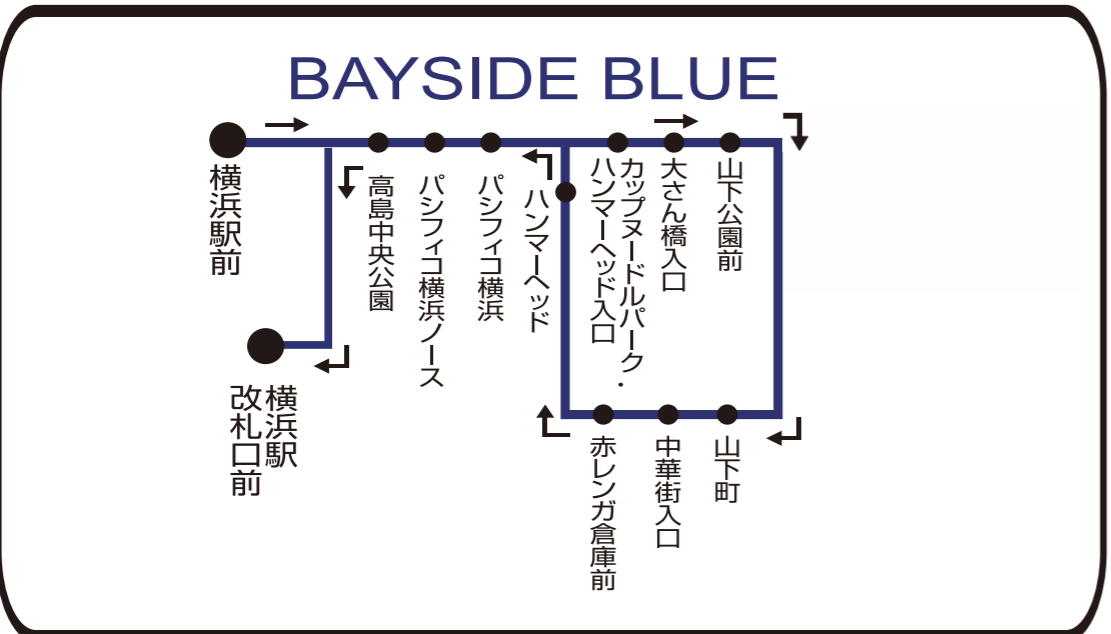 BAYSIDE BLUE
横浜駅前
高島中央公園
パシフィコ横浜ノース
パシフィコ横浜
ハンマーヘッド
カップヌードルパーク・
ハンマーヘッド入口
大さん橋入口
山下公園前
横浜駅
改札口前
赤レンガ倉庫前
中華街入口
山下町